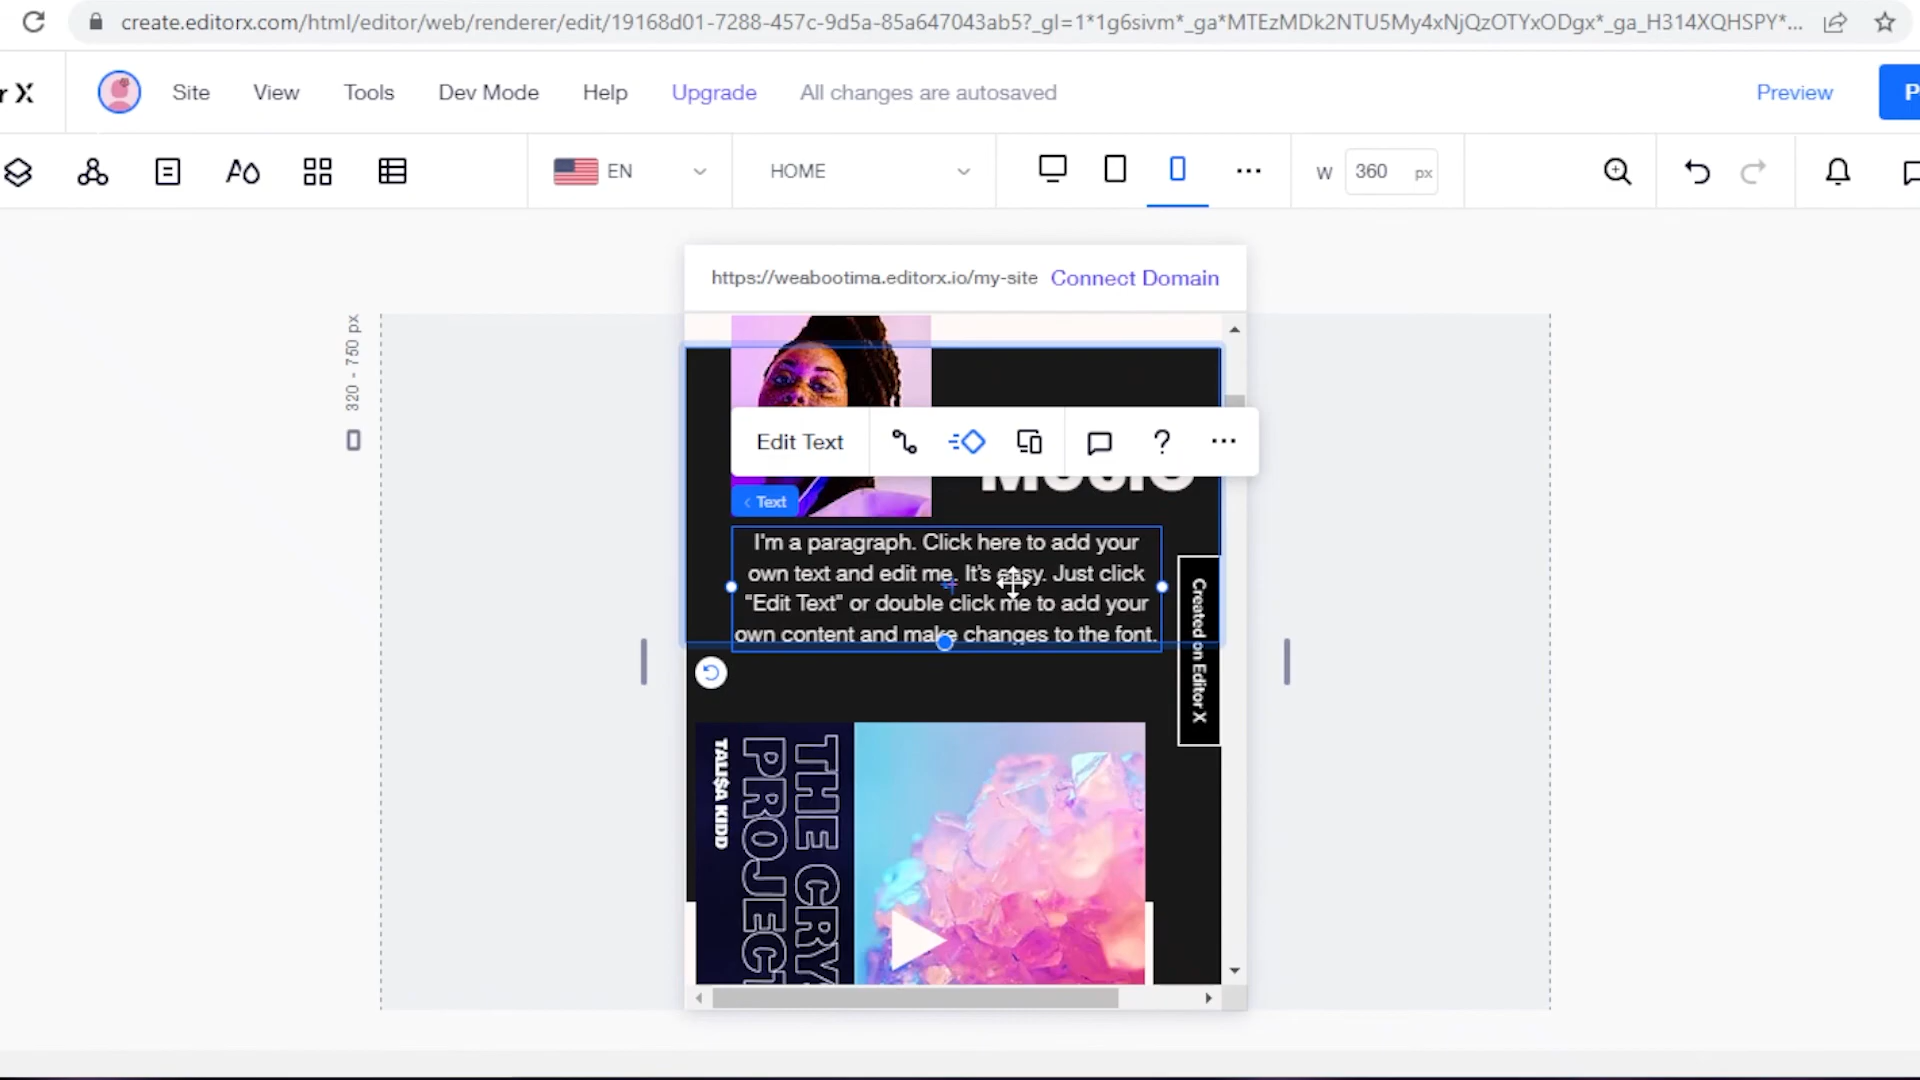 create.editorx.com/html/editor/web/renderer/edit/19168d01-7288-457c-9d5a-85a647043ab5?_gl=1*1g6sivm*_ga*MTEzMDk2NTU5My4xNjQzOTYxODgx*_ga_H314XQHSPY*...
r X
Site
View
Tools
Dev Mode
Help
Upgrade
All changes are autosaved
Preview
P
EN
HOME
W
360
px
https://weabootima.editorx.io/my-site
Connect Domain
320 - 750 px
Edit Text
?
MUSIC
< Text
I'm a paragraph. Click here to add your
own text and edit me. It's easy. Just click
"Edit Text" or double click me to add your
own content and make changes to the font.
Created on Editor X
TALISA KIDD
THE CRY
PROJECT